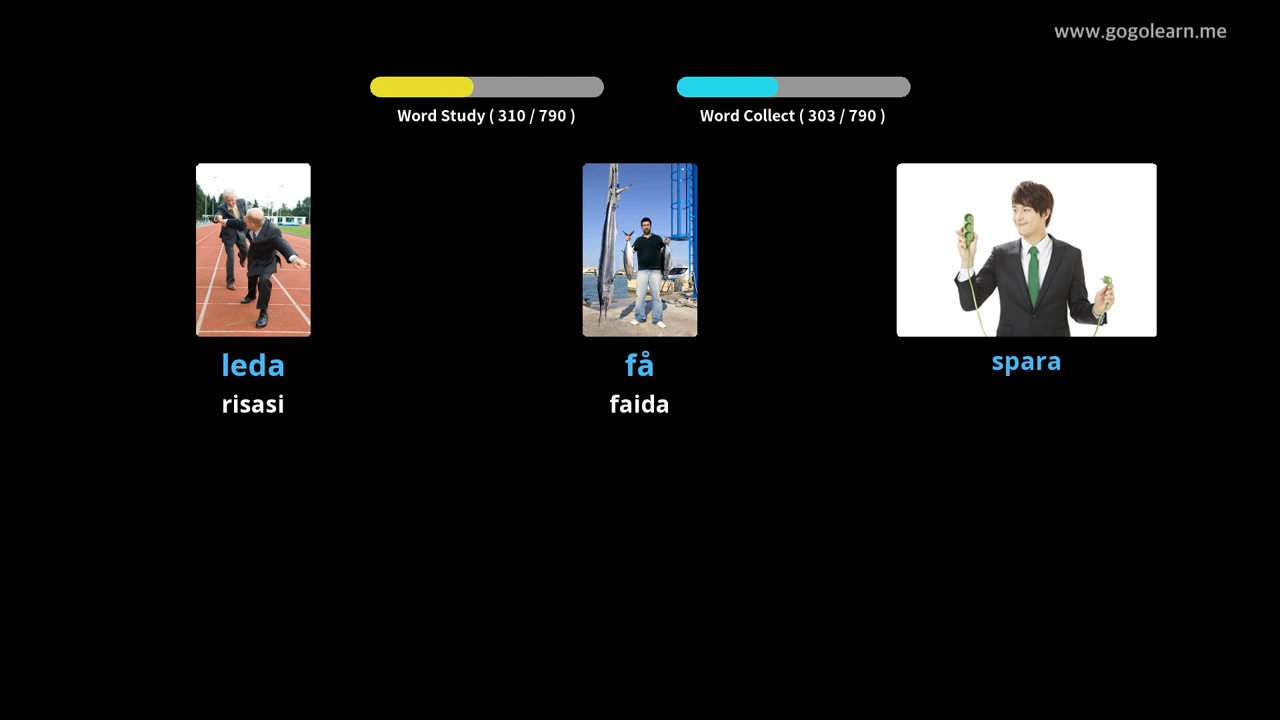 www.gogolearn.me
Word Study ( 310 / 790 )
Word Collect ( 303 / 790 )
leda
risasi
få
faida
spara